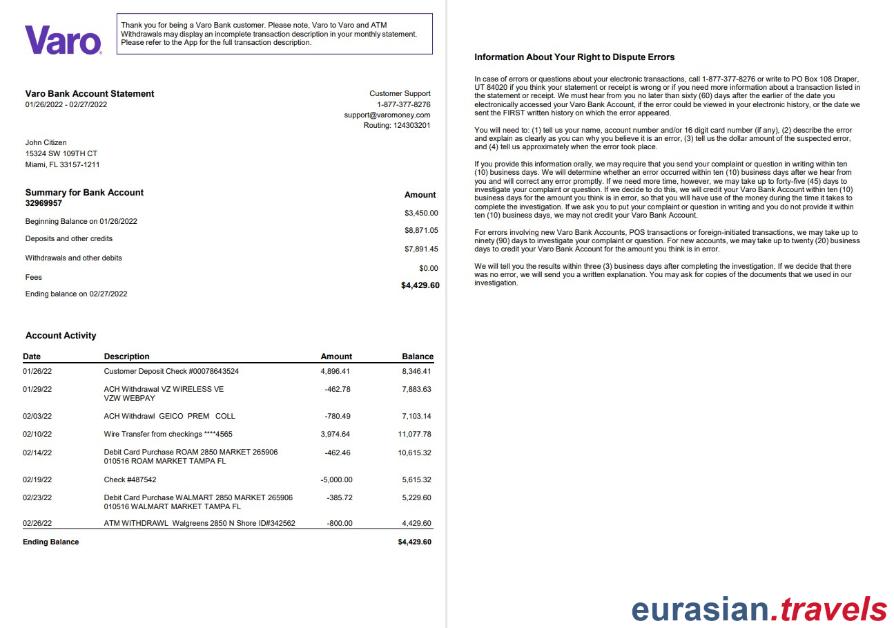 Varo
Thank you for being a Varo Bank customer. Please note, Varo to Varo and ATM
Withdrawals may display an incomplete transaction description in your monthly statement.
Please refer to the App for the full transaction description.
Varo Bank Account Statement
01/26/2022 - 02/27/2022
Customer Support
1-877-377-8276
support@varomoney.com
Routing: 124303201
John Citizen
15324 SW 109TH CT
Miami, FL 33157-1211
Summary for Bank Account
32969957
Amount
Beginning Balance on 01/26/2022 $3,450.00
Deposits and other credits $8,871.05
Withdrawals and other debits $7,891.45
Fees $0.00
Ending balance on 02/27/2022 $4,429.60
Account Activity
Date Description Amount Balance
01/26/22 Customer Deposit Check #00078643524 4,896.41 8,346.41
01/29/22 ACH Withdrawal VZ WIRELESS VE -462.78 7,883.63
VZW WEBPAY
02/03/22 ACH Withdrawl GEICO PREM COLL -780.49 7,103.14
02/10/22 Wire Transfer from checkings ****4565 3,974.64 11,077.78
02/14/22 Debit Card Purchase ROAM 2850 MARKET 265906 -462.46 10,615.32
010516 ROAM MARKET TAMPA FL
02/19/22 Check #487542 -5,000.00 5,615.32
02/23/22 Debit Card Purchase WALMART 2850 MARKET 265906 -385.72 5,229.60
010516 WALMART MARKET TAMPA FL
02/26/22 ATM WITHDRAWL Walgreens 2850 N Shore ID#342562 -800.00 4,429.60
Ending Balance $4,429.60
Information About Your Right to Dispute Errors
In case of errors or questions about your electronic transactions, call 1-877-377-8276 or write to PO Box 108 Draper,
UT 84020 if you think your statement or receipt is wrong or if you need more information about a transaction listed in
the statement or receipt. We must hear from you no later than sixty (60) days after the earlier of the date you
electronically accessed your Varo Bank Account, if the error could be viewed in your electronic history, or the date we
sent the FIRST written history on which the error appeared.
You will need to: (1) tell us your name, account number and/or 16 digit card number (if any), (2) describe the error
and explain as clearly as you can why you believe it is an error, (3) tell us the dollar amount of the suspected error,
and (4) tell us approximately when the error took place.
If you provide this information orally, we may require that you send your complaint or question in writing within ten
(10) business days. We will determine whether an error occurred within ten (10) business days after we hear from
you and will correct any error promptly. If we need more time, however, we may take up to forty-five (45) days to
investigate your complaint or question. If we decide to do this, we will credit your Varo Bank Account within ten (10)
business days for the amount you think is in error, so that you will have use of the money during the time it takes to
complete the investigation. If we ask you to put your complaint or question in writing and you do not provide it within
ten (10) business days, we may not credit your Varo Bank Account.
For errors involving new Varo Bank Accounts, POS transactions or foreign-initiated transactions, we may take up to
ninety (90) days to investigate your complaint or question. For new accounts, we may take up to twenty (20) business
days to credit your Varo Bank Account for the amount you think is in error.
We will tell you the results within three (3) business days after completing the investigation. If we decide that there
was no error, we will send you a written explanation. You may ask for copies of the documents that we used in our
investigation.
eurasian.travels